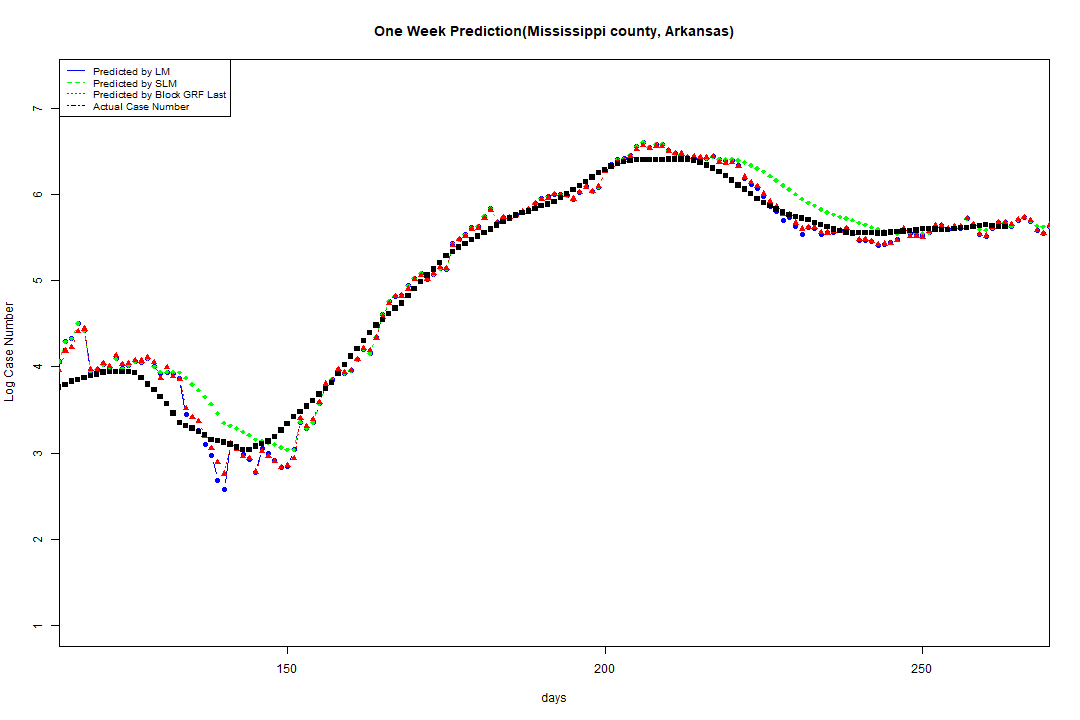 One Week Prediction(Mississippi county, Arkansas)
Predicted by LM
Predicted by SLM
Predicted by Block GRF Last
Actual Case Number
7
6
5
4
3
2
1
Log Case Number
150
200
250
days